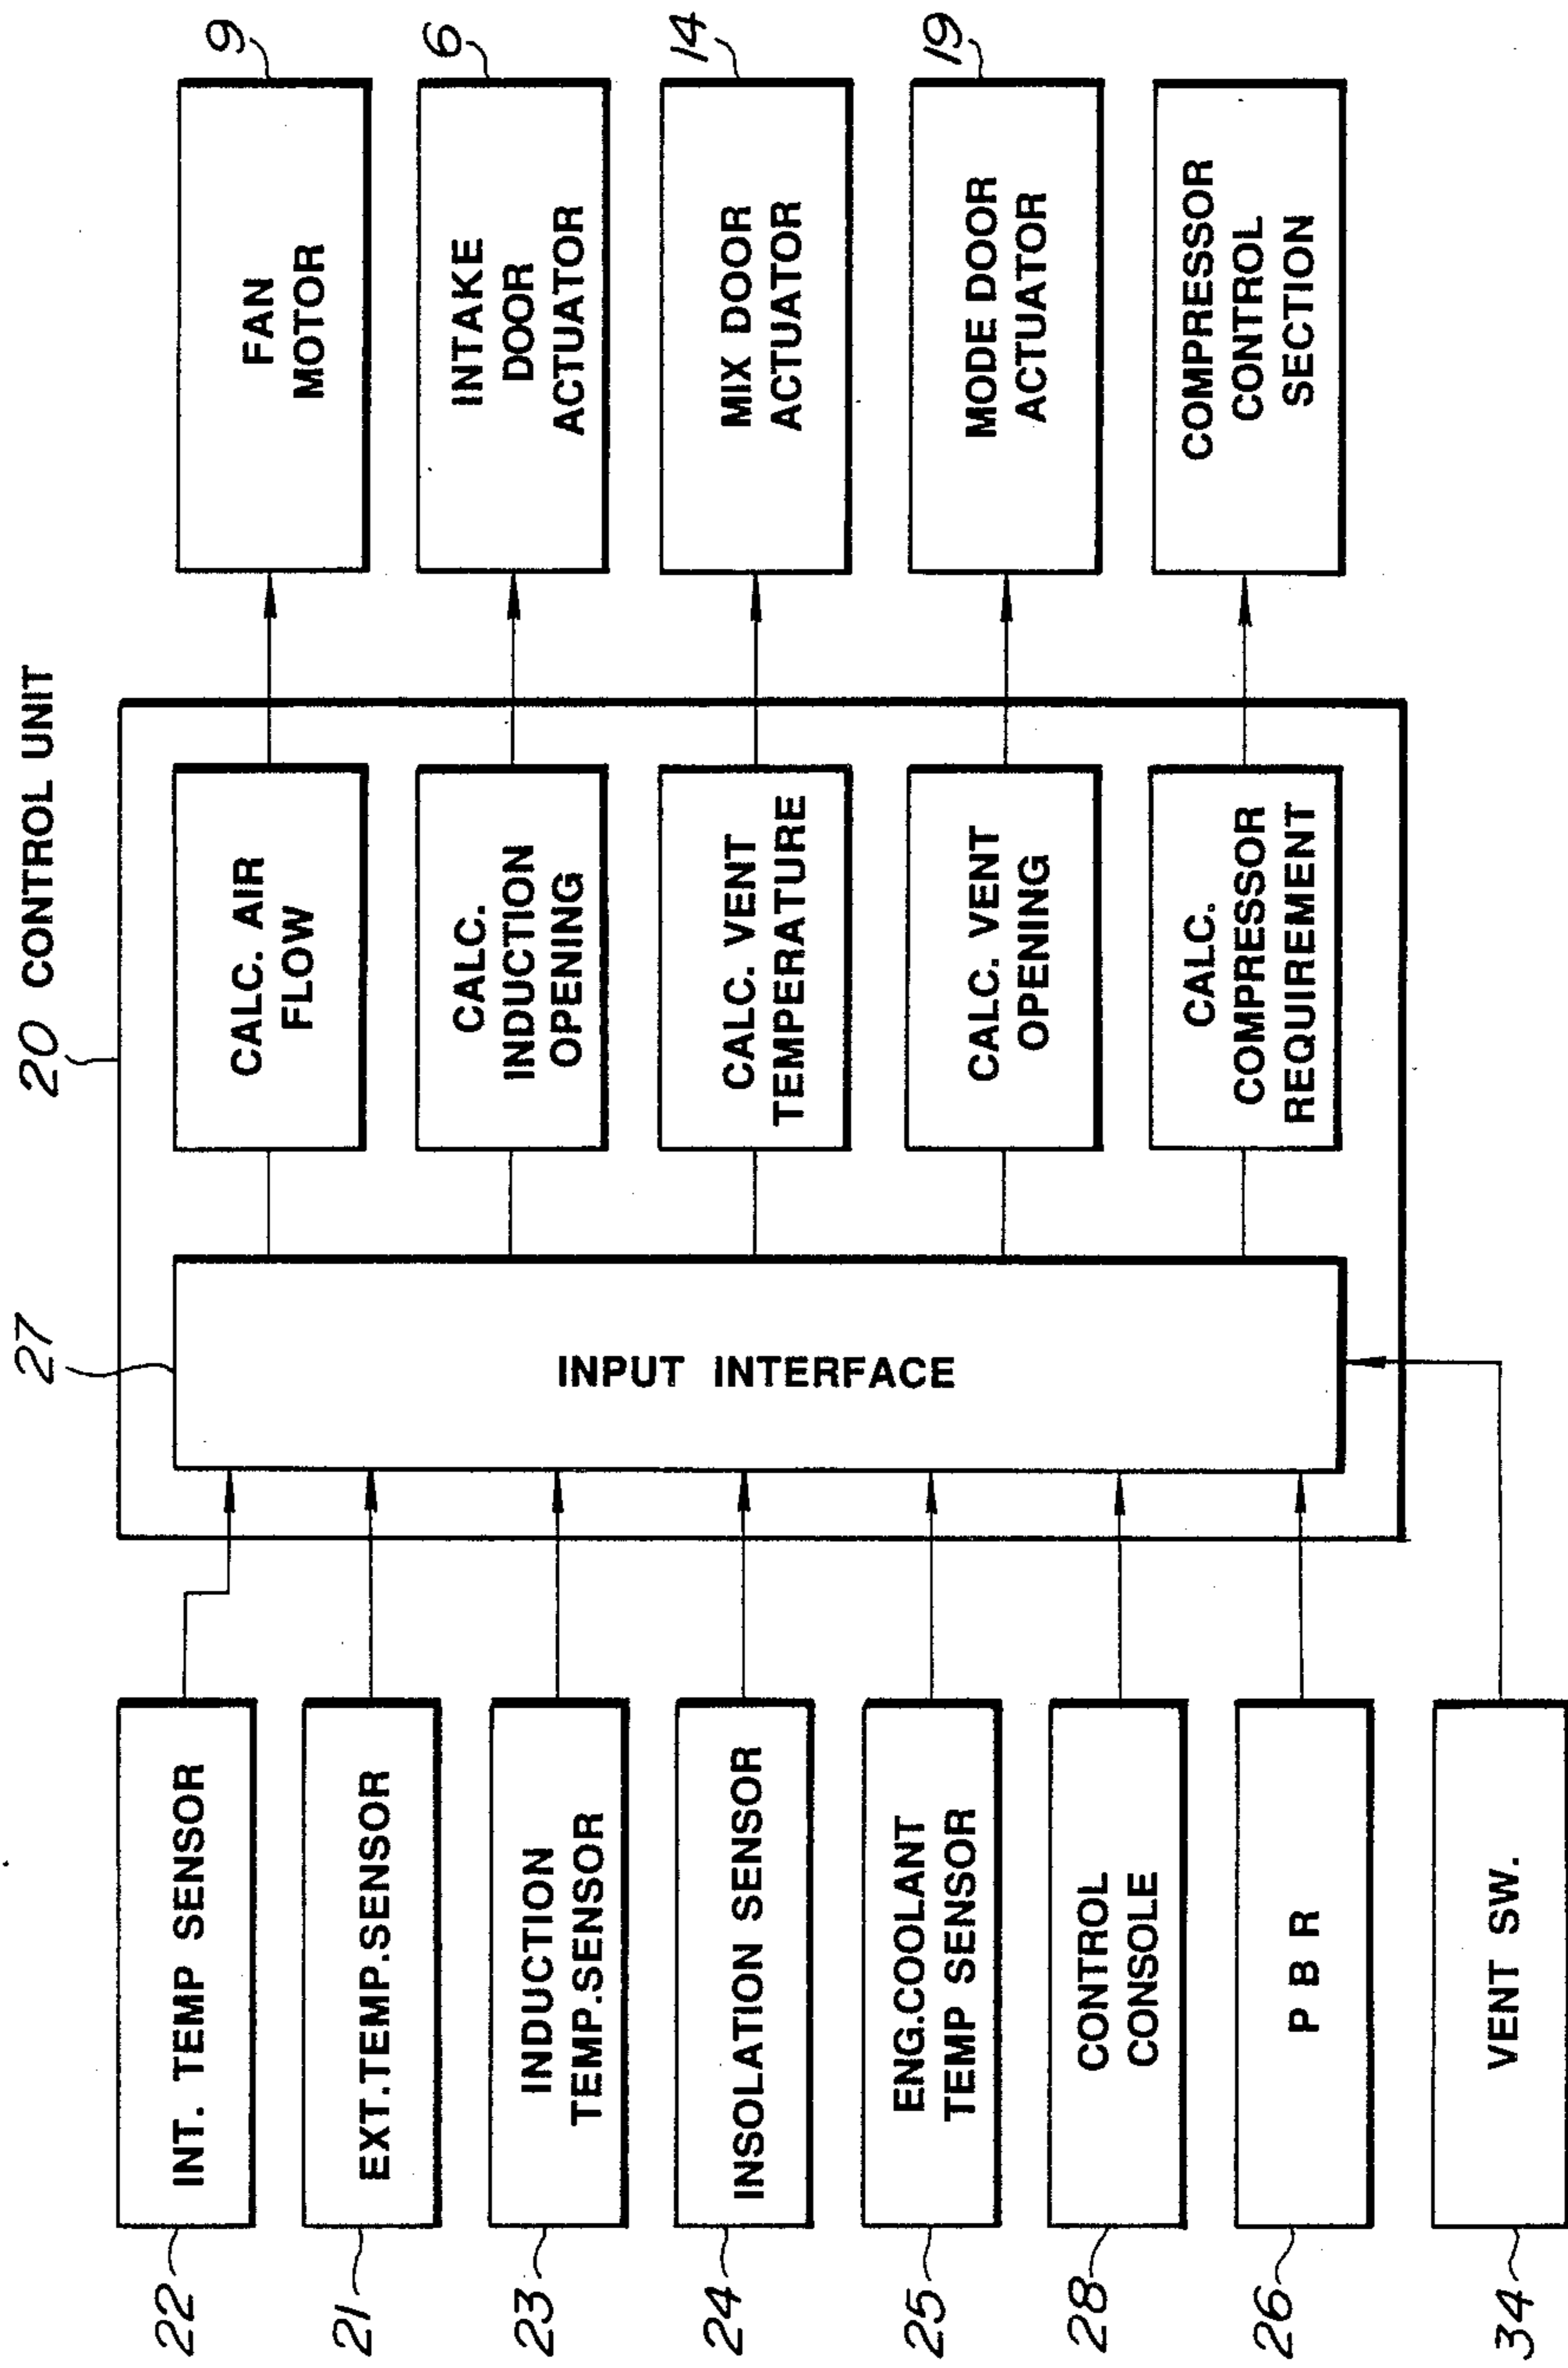 20 CONTROL UNIT
27
22
INT. TEMP SENSOR
21
EXT.TEMP.SENSOR
23
INDUCTION
TEMP.SENSOR
24
INSOLATION SENSOR
25
ENG.COOLANT
TEMP SENSOR
28
CONTROL
CONSOLE
26
P B R
34
VENT SW.
INPUT INTERFACE
CALC. AIR
FLOW
CALC.
INDUCTION
OPENING
CALC. VENT
TEMPERATURE
CALC. VENT
OPENING
CALC.
COMPRESSOR
REQUIREMENT
9
FAN
MOTOR
6
INTAKE
DOOR
ACTUATOR
14
MIX DOOR
ACTUATOR
19
MODE DOOR
ACTUATOR
COMPRESSOR
CONTROL
SECTION